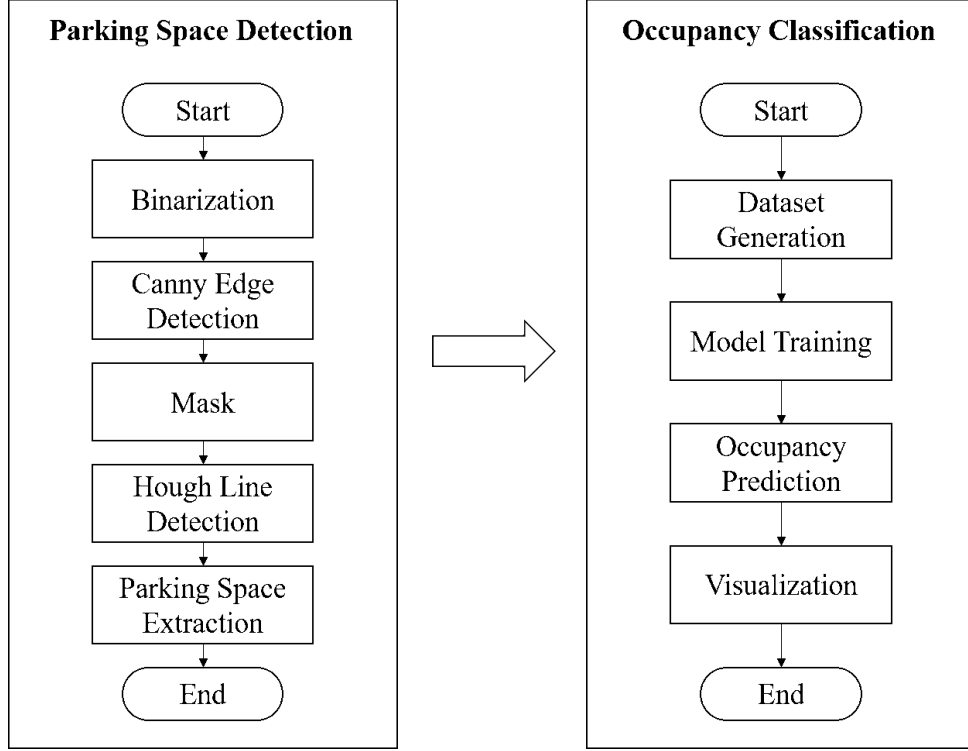 Parking Space Detection
Start
Binarization
Canny Edge
Detection
Mask
Hough Line
Detection
Parking Space
Extraction
End
Occupancy Classification
Start
Dataset
Generation
Model Training
Occupancy
Prediction
Visualization
End